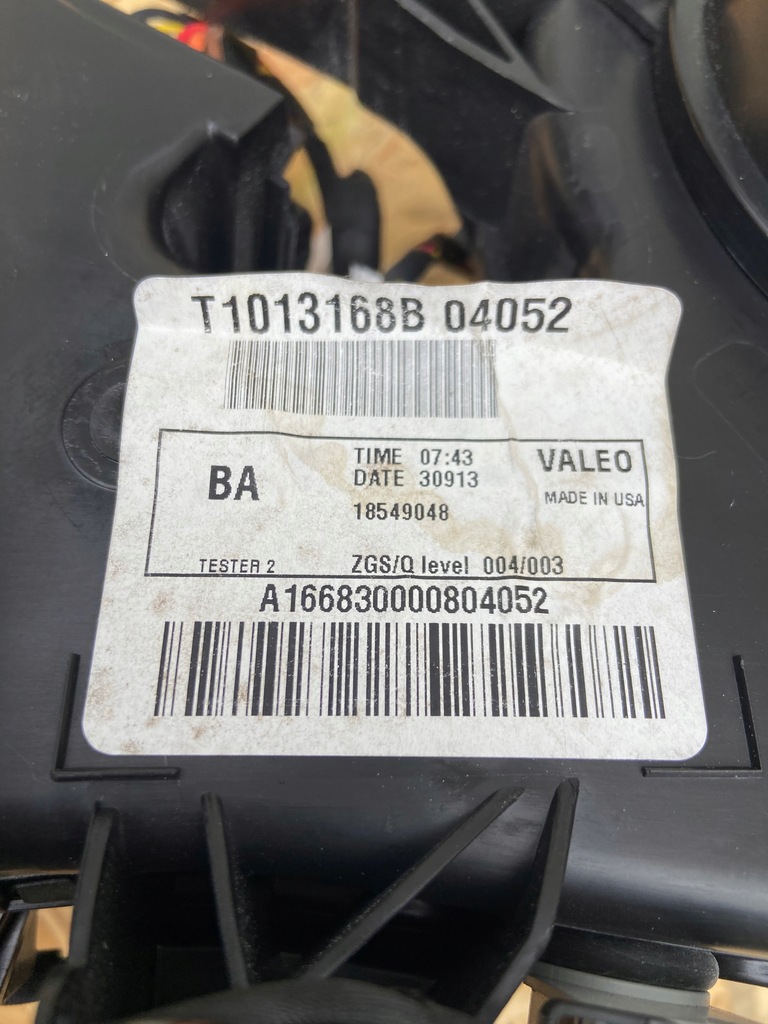 T1013168B 04052
BA
TIME 07:43
DATE 30913
18549048
VALEO
MADE IN USA
TESTER 2
ZGS/Q level 004/003
A166830000804052